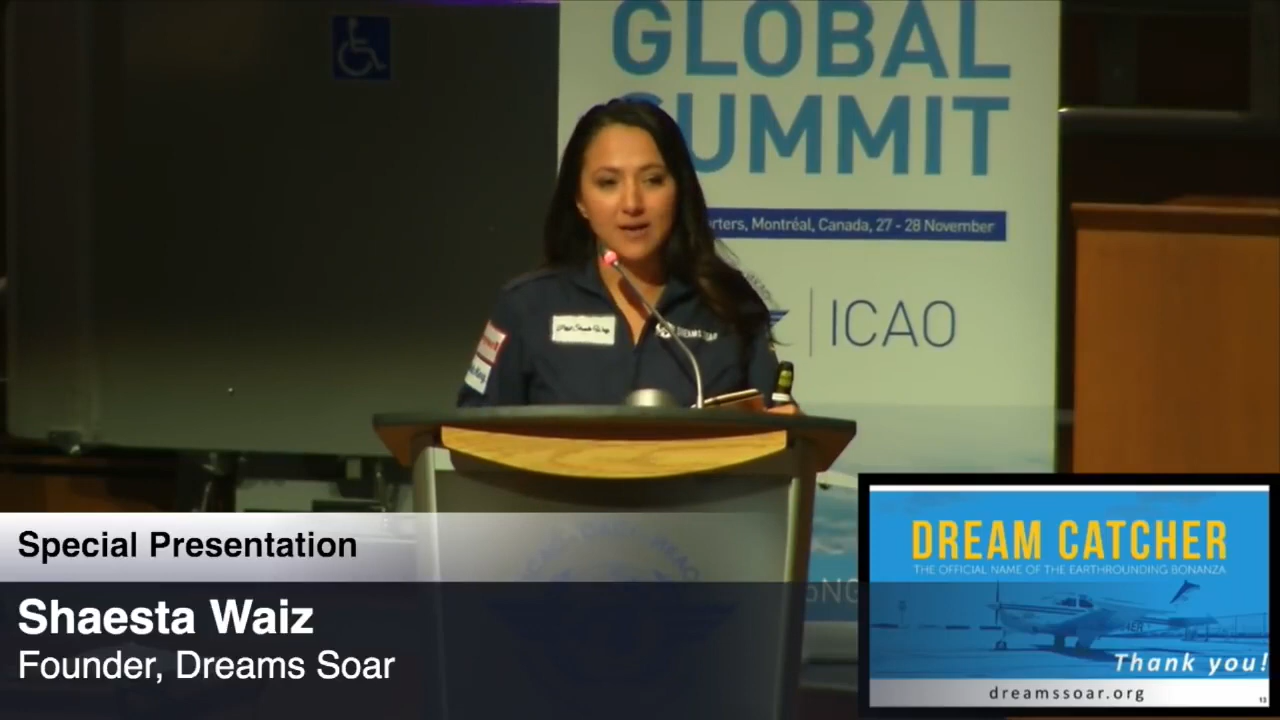 GLOBAL
SUMMIT
rters, Montréal, Canada, 27 - 28 November
ICAO
Special Presentation
Shaesta Waiz
Founder, Dreams Soar
DREAM CATCHER
THE OFFICIAL NAME OF THE EARTHROUNDING BONANZA
Thank you!
dreamssoar.org
13